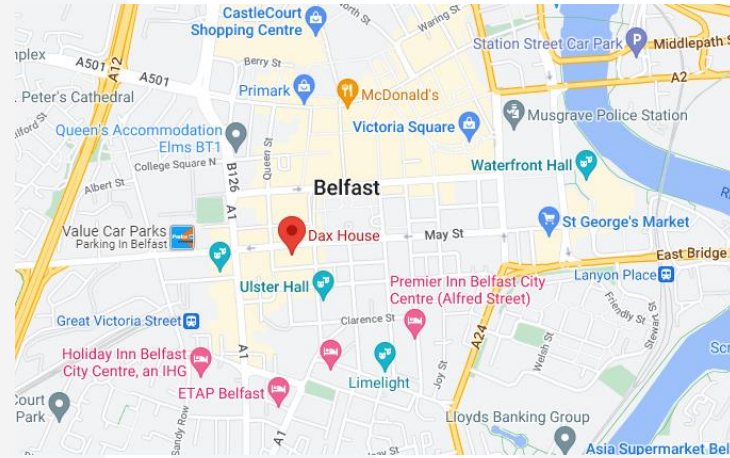 CastleCourt
Shopping Centre
North St
Waring St
Station Street Car Park
P
Middlepath S
A12
A501
A501
Berry St
A2
Peter's Cathedral
Primark
McDonald's
Musgrave Police Station
Queen's Accommodation
Elms BT1
Victoria Square
Queen St
College Square N
Waterfront Hall
Albert St
B126
Belfast
A1
Value Car Parks
Parking In Belfast
Dax House
May St
St George's Market
East Bridge
Ulster Hall
Premier Inn Belfast City
Centre (Alfred Street)
Lanyon Place
Great Victoria Street
Clarence St
A24
Friendly St
Stewart St
Welsh St
Holiday Inn Belfast
City Centre, an IHG
A1
Joy St
Limelight
ETAP Belfast
Court
Park
Sandy Row
A1
Lloyds Banking Group
Asia Supermarket Bel